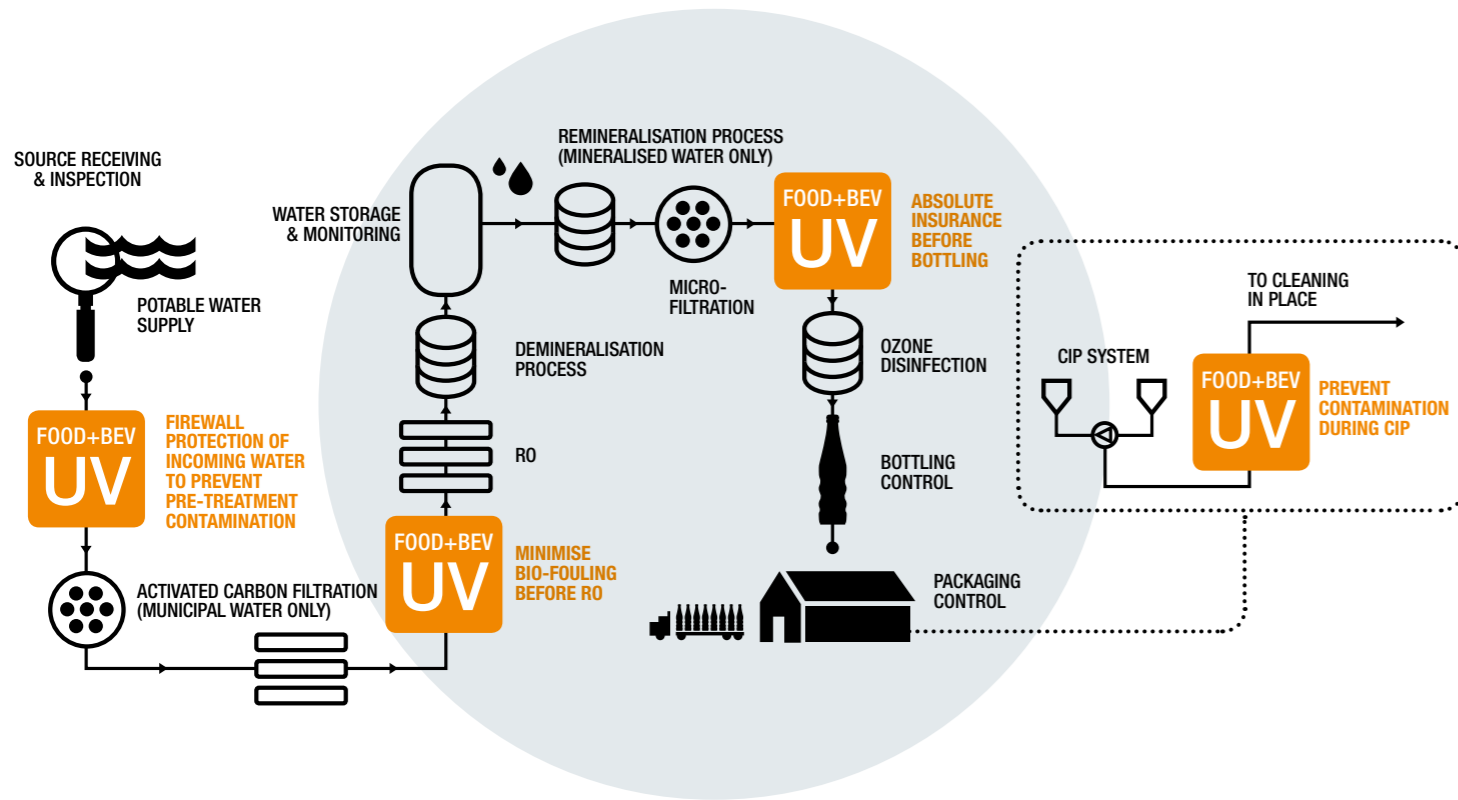 SOURCE RECEIVING
& INSPECTION
POTABLE WATER
SUPPLY
FOOD+BEV
UV
FIREWALL
PROTECTION OF
INCOMING WATER
TO PREVENT
PRE-TREATMENT
CONTAMINATION
ACTIVATED CARBON FILTRATION
(MUNICIPAL WATER ONLY)
FOOD+BEV
UV
MINIMISE
BIO-FOULING
BEFORE RO
RO
DEMINERALISATION
PROCESS
WATER STORAGE
& MONITORING
REMINERALISATION PROCESS
(MINERALISED WATER ONLY)
MICRO-
FILTRATION
FOOD+BEV
UV
ABSOLUTE
INSURANCE
BEFORE
BOTTLING
OZONE
DISINFECTION
BOTTLING
CONTROL
PACKAGING
CONTROL
CIP SYSTEM
FOOD+BEV
UV
PREVENT
CONTAMINATION
DURING CIP
TO CLEANING
IN PLACE